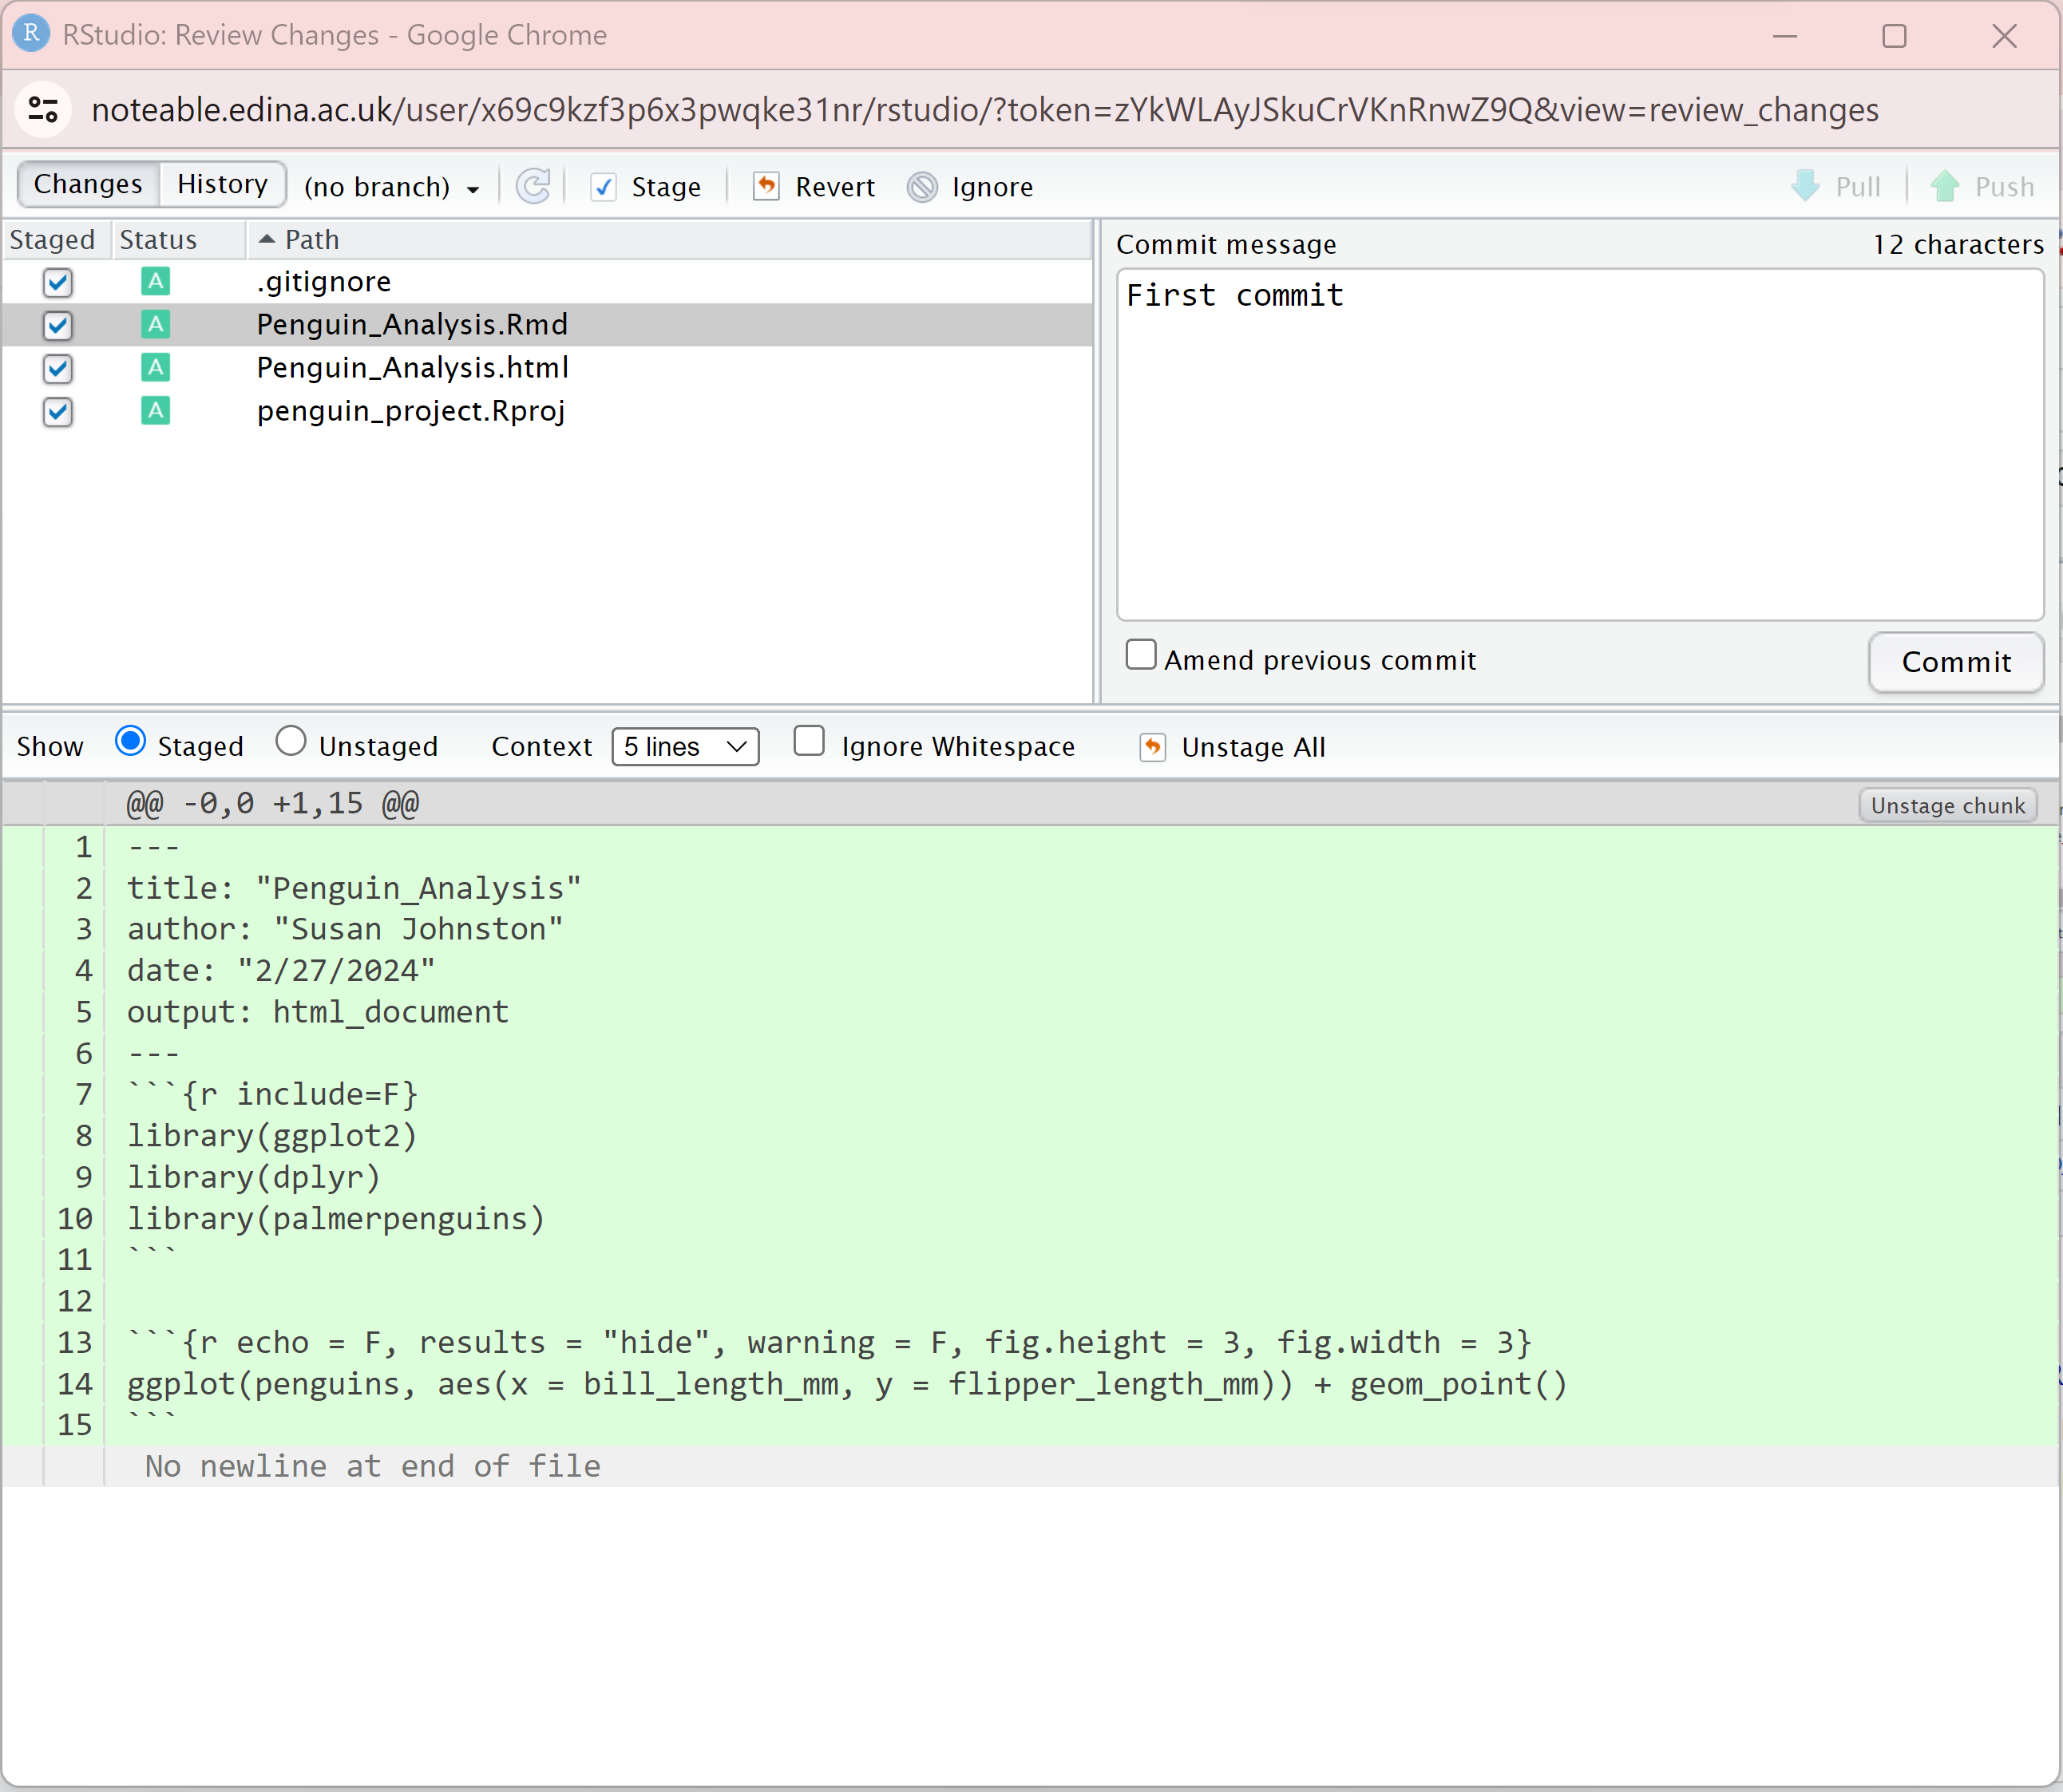 R RStudio: Review Changes - Google Chrome
noteable.edina.ac.uk/user/x69c9kzf3p6x3pwqke31nr/rstudio/?token=zYkWLAyJSkuCrVKnRnwZ9Q&view=review_changes
Changes History (no branch) Stage Revert Ignore Pull Push
Staged Status Path
A .gitignore
A Penguin_Analysis.Rmd
A Penguin_Analysis.html
A penguin_project.Rproj
Commit message 12 characters
First commit
Amend previous commit Commit
Show Staged Unstaged Context 5 lines Ignore Whitespace Unstage All
@@ -0,0 +1,15 @@ Unstage chunk
1 ---
2 title: "Penguin_Analysis"
3 author: "Susan Johnston"
4 date: "2/27/2024"
5 output: html_document
6 ---
7 ```{r include=F}
8 library(ggplot2)
9 library(dplyr)
10 library(palmerpenguins)
11 ```
12
13 ```{r echo = F, results = "hide", warning = F, fig.height = 3, fig.width = 3}
14 ggplot(penguins, aes(x = bill_length_mm, y = flipper_length_mm)) + geom_point()
15 ```
No newline at end of file